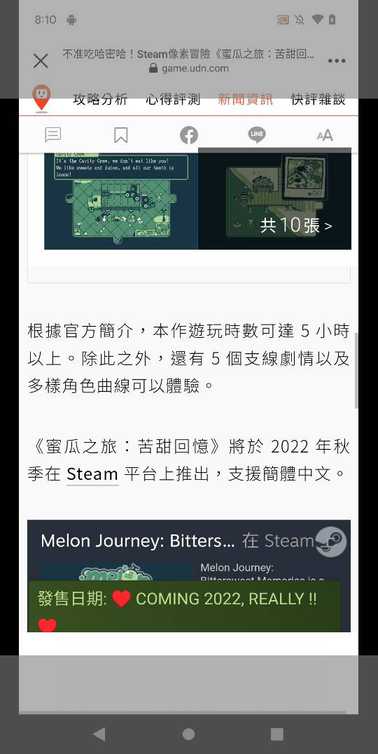 8:10
不准吃哈密哈！Steam像素冒險《蜜瓜之旅：苦甜回...
game.udn.com
攻略分析 心得評測 新聞資訊 快評雜談
LINE
AA
It's the Cavity Crew, we don't eat like you!
We like sweets and juice, and all our teeth is
loose!
共10張 >
根據官方簡介，本作遊玩時數可達 5 小時
以上。除此之外，還有 5 個支線劇情以及
多樣角色曲線可以體驗。
《蜜瓜之旅：苦甜回憶》將於 2022 年秋
季在 Steam 平台上推出，支援簡體中文。
Melon Journey: Bitters... 在 Steam
Melon Journey:
Bittersweet Memories is a
發售日期: ♥ COMING 2022, REALLY !!
♥